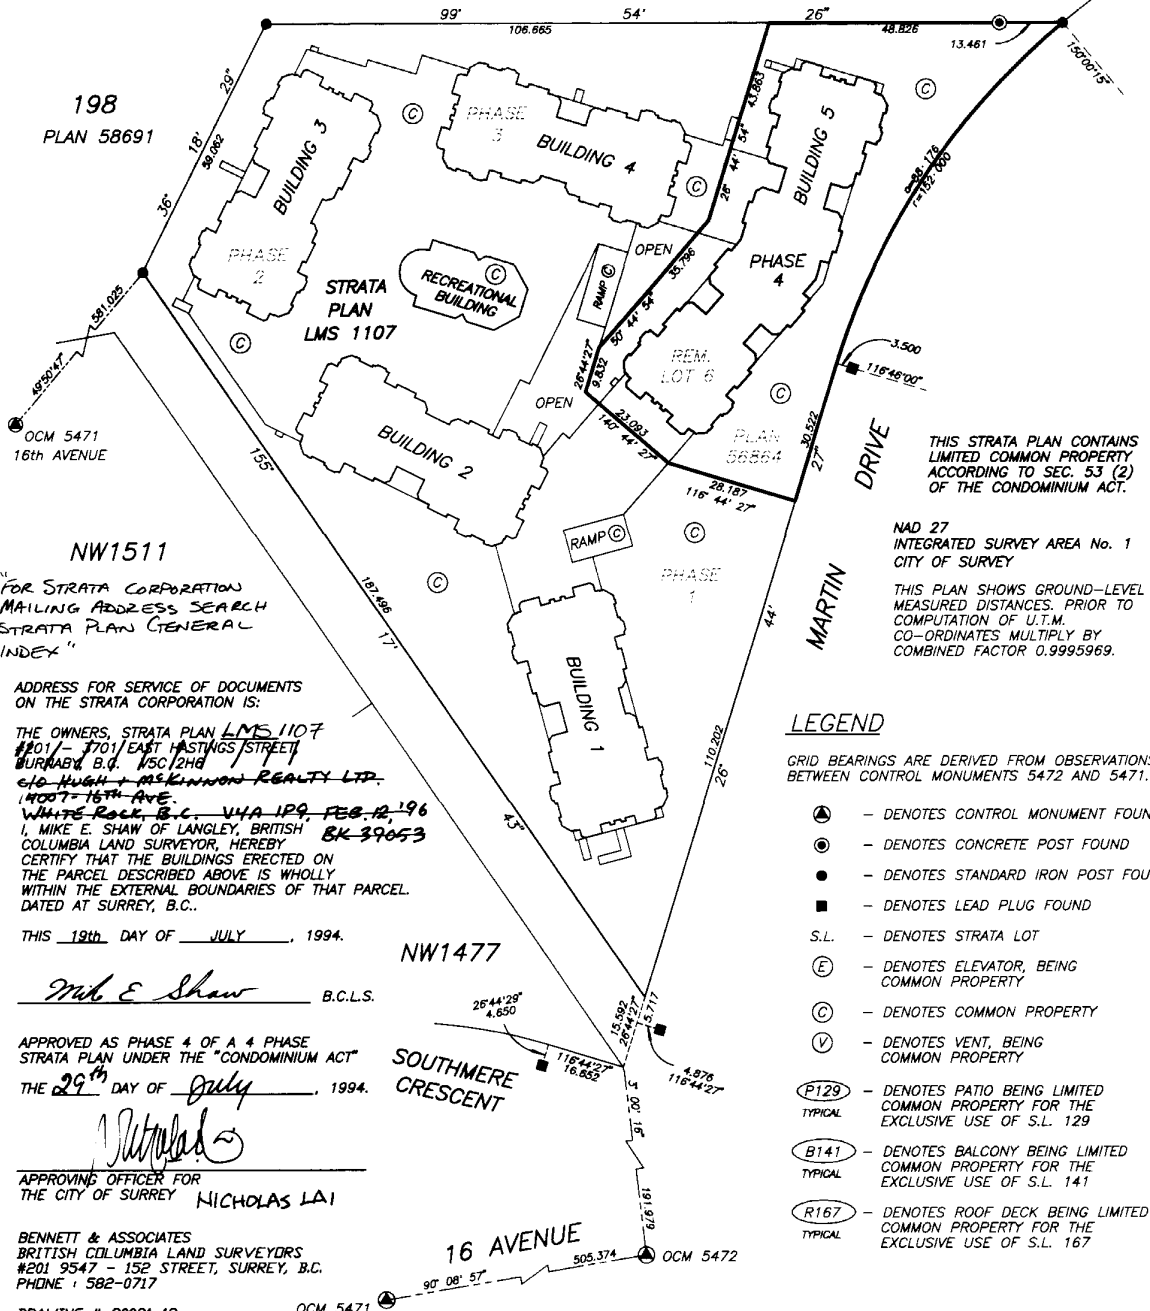 99' 54' 26"
106.665
48.826
13.461
150°00'15"
198
PLAN 58691
29"
18'
59.062
36°
BUILDING 3
PHASE
2
PHASE
3
BUILDING 4
BUILDING 5
43.863
26° 44' 54"
a=88.176
r=152.000
C
C
C
C
C
C
C
C
STRATA
PLAN
LMS 1107
RECREATIONAL
BUILDING
OPEN
RAMP C
35.796
50° 44' 54"
PHASE
4
REM.
LOT 6
26°44'27"
9.832
OPEN
23.093
140° 44' 27"
PLAN
56864
28.187
116° 44' 27"
3.500
116°46'00"
30.522
27"
581.025
49°50'47"
OCM 5471
16th AVENUE
155°
BUILDING 2
RAMP C
PHASE
1
BUILDING 1
187.496
17'
43"
44'
110.202
26°
MARTIN DRIVE
THIS STRATA PLAN CONTAINS
LIMITED COMMON PROPERTY
ACCORDING TO SEC. 53 (2)
OF THE CONDOMINIUM ACT.
NAD 27
INTEGRATED SURVEY AREA No. 1
CITY OF SURREY
THIS PLAN SHOWS GROUND-LEVEL
MEASURED DISTANCES. PRIOR TO
COMPUTATION OF U.T.M.
CO-ORDINATES MULTIPLY BY
COMBINED FACTOR 0.9995969.
NW1511
"FOR STRATA CORPORATION
MAILING ADDRESS SEARCH
STRATA PLAN GENERAL
INDEX"
ADDRESS FOR SERVICE OF DOCUMENTS
ON THE STRATA CORPORATION IS:
THE OWNERS, STRATA PLAN LMS 1107
#201 - 3701 EAST HASTINGS STREET
BURNABY, B.C. V5C 2H6
c/o HUGH & McKINNON REALTY LTD.
14007-16TH AVE.
WHITE ROCK, B.C. V4A 1P9 FEB. 12, '96
BK 39053
I, MIKE E. SHAW OF LANGLEY, BRITISH
COLUMBIA LAND SURVEYOR, HEREBY
CERTIFY THAT THE BUILDINGS ERECTED ON
THE PARCEL DESCRIBED ABOVE IS WHOLLY
WITHIN THE EXTERNAL BOUNDARIES OF THAT PARCEL.
DATED AT SURREY, B.C..
THIS 19th DAY OF JULY, 1994.
Mike E Shaw B.C.L.S.
APPROVED AS PHASE 4 OF A 4 PHASE
STRATA PLAN UNDER THE "CONDOMINIUM ACT"
THE 29th DAY OF July, 1994.
APPROVING OFFICER FOR
THE CITY OF SURREY NICHOLAS LAI
BENNETT & ASSOCIATES
BRITISH COLUMBIA LAND SURVEYORS
#201 9547 - 152 STREET, SURREY, B.C.
PHONE : 582-0717
NW1477
26°44'29"
4.650
SOUTHMERE
CRESCENT
116°44'27"
16.852
15.592
26°44'27"
5.717
4.876
116°44'27"
3° 00' 16"
191.979
16 AVENUE
505.374
OCM 5472
90° 08' 57"
OCM 5471
LEGEND
GRID BEARINGS ARE DERIVED FROM OBSERVATIONS
BETWEEN CONTROL MONUMENTS 5472 AND 5471.
- DENOTES CONTROL MONUMENT FOUN
- DENOTES CONCRETE POST FOUND
- DENOTES STANDARD IRON POST FOU
- DENOTES LEAD PLUG FOUND
S.L. - DENOTES STRATA LOT
E - DENOTES ELEVATOR, BEING
COMMON PROPERTY
C - DENOTES COMMON PROPERTY
V - DENOTES VENT, BEING
COMMON PROPERTY
P129 TYPICAL - DENOTES PATIO BEING LIMITED
COMMON PROPERTY FOR THE
EXCLUSIVE USE OF S.L. 129
B141 TYPICAL - DENOTES BALCONY BEING LIMITED
COMMON PROPERTY FOR THE
EXCLUSIVE USE OF S.L. 141
R167 TYPICAL - DENOTES ROOF DECK BEING LIMITED
COMMON PROPERTY FOR THE
EXCLUSIVE USE OF S.L. 167